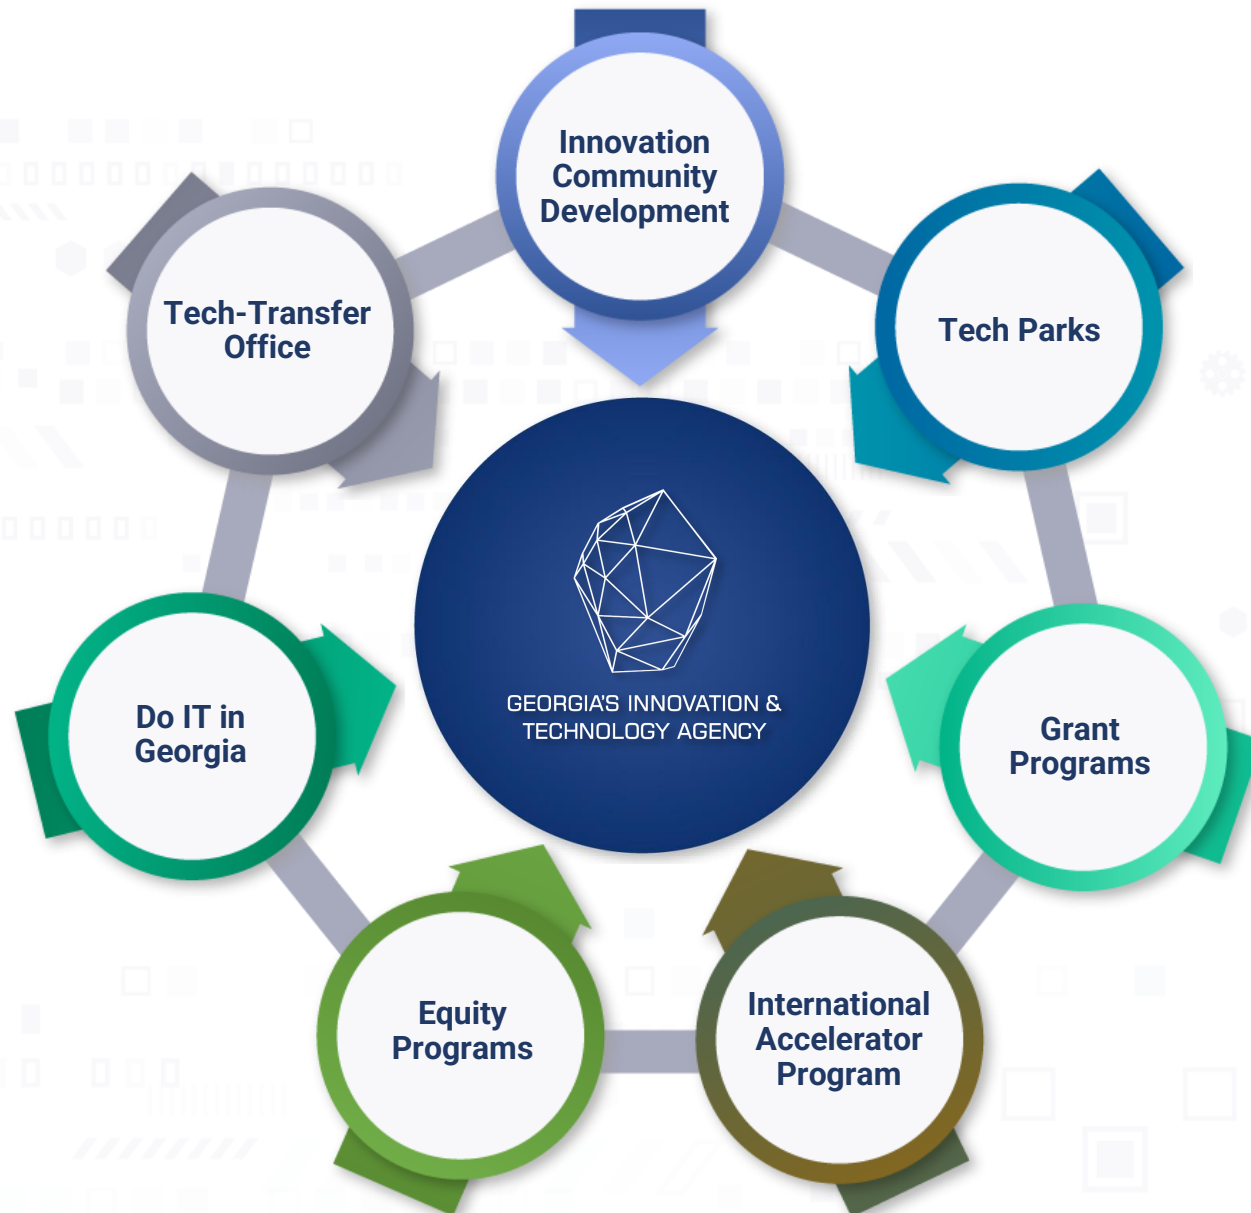 Innovation
Community
Development
Tech-Transfer
Office
Tech Parks
GEORGIA'S INNOVATION &
TECHNOLOGY AGENCY
Do IT in
Georgia
Grant
Programs
Equity
Programs
International
Accelerator
Program